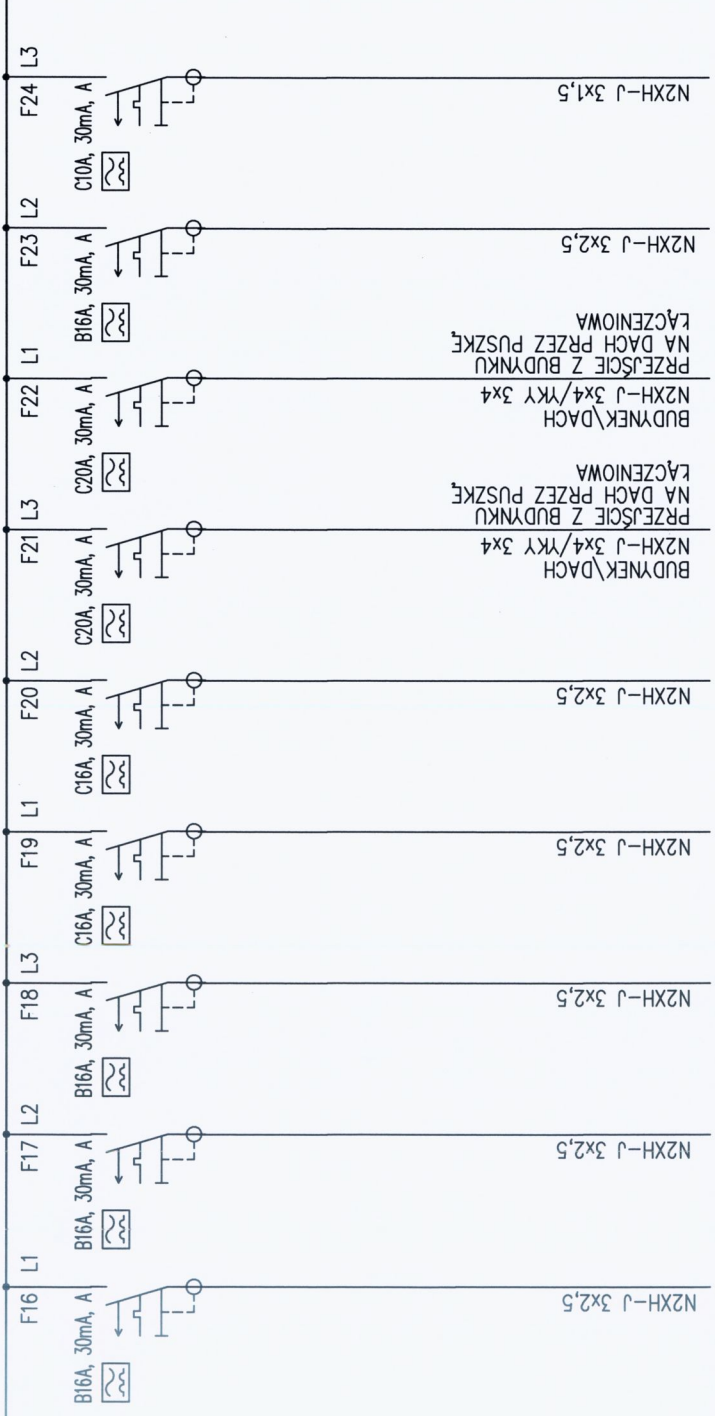 L3
F24
C10A, 30mA, A
N2XH-J 3x1,5
L2
F23
B16A, 30mA, A
N2XH-J 3x2,5
L1
F22
C20A, 30mA, A
BUDYNEK\DACH
N2XH-J 3x4/YKY 3x4
PRZEJŚCIE Z BUDYNKU
NA DACH PRZEZ PUSZKĘ
ŁĄCZENIOWA
L3
F21
C20A, 30mA, A
BUDYNEK\DACH
N2XH-J 3x4/YKY 3x4
PRZEJŚCIE Z BUDYNKU
NA DACH PRZEZ PUSZKĘ
ŁĄCZENIOWA
L2
F20
C16A, 30mA, A
N2XH-J 3x2,5
L1
F19
C16A, 30mA, A
N2XH-J 3x2,5
L3
F18
B16A, 30mA, A
N2XH-J 3x2,5
L2
F17
B16A, 30mA, A
N2XH-J 3x2,5
L1
F16
B16A, 30mA, A
N2XH-J 3x2,5